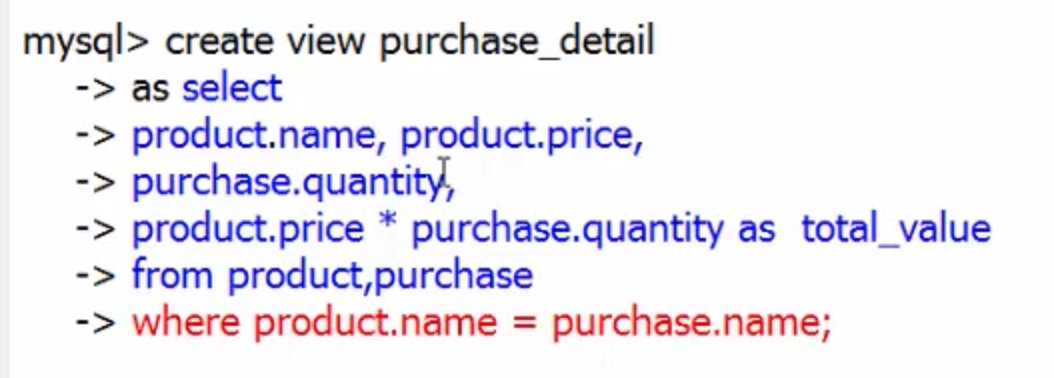 mysql> create view purchase_detail
-> as select
-> product.name, product.price,
-> purchase.quantity,
-> product.price * purchase.quantity as  total_value
-> from product,purchase
-> where product.name = purchase.name;